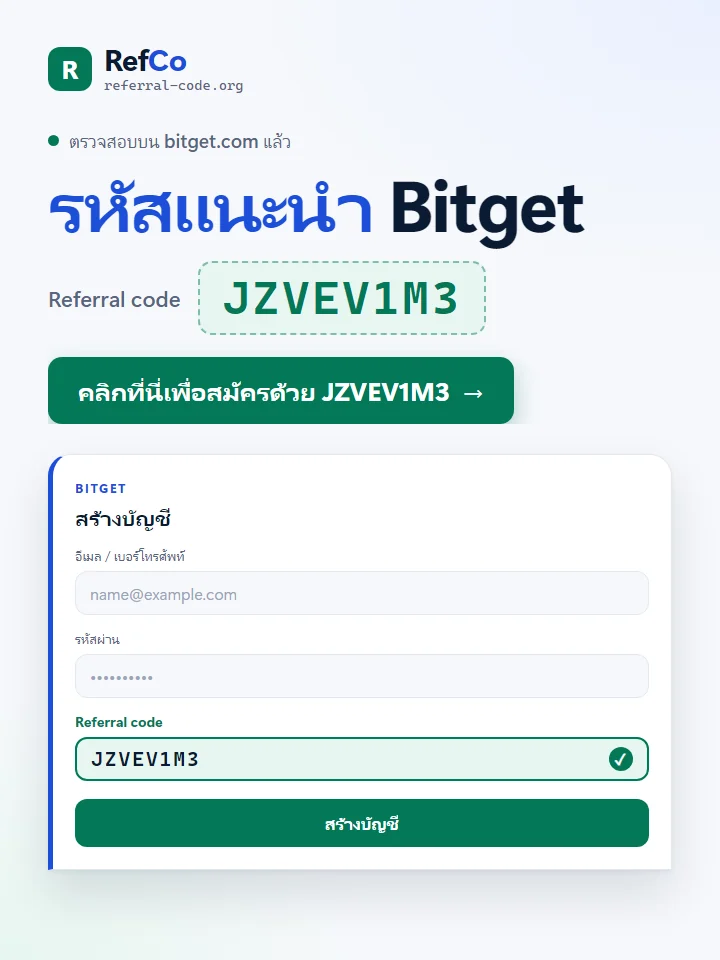 R
RefCo
referral-code.org
ตรวจสอบบน bitget.com แล้ว
รหัสแนะนำ Bitget
Referral code JZVEV1M3
คลิกที่นี่เพื่อสมัครด้วย JZVEV1M3 →
BITGET
สร้างบัญชี
อีเมล / เบอร์โทรศัพท์
name@example.com
รหัสผ่าน
••••••••••
Referral code
JZVEV1M3 ✓
สร้างบัญชี